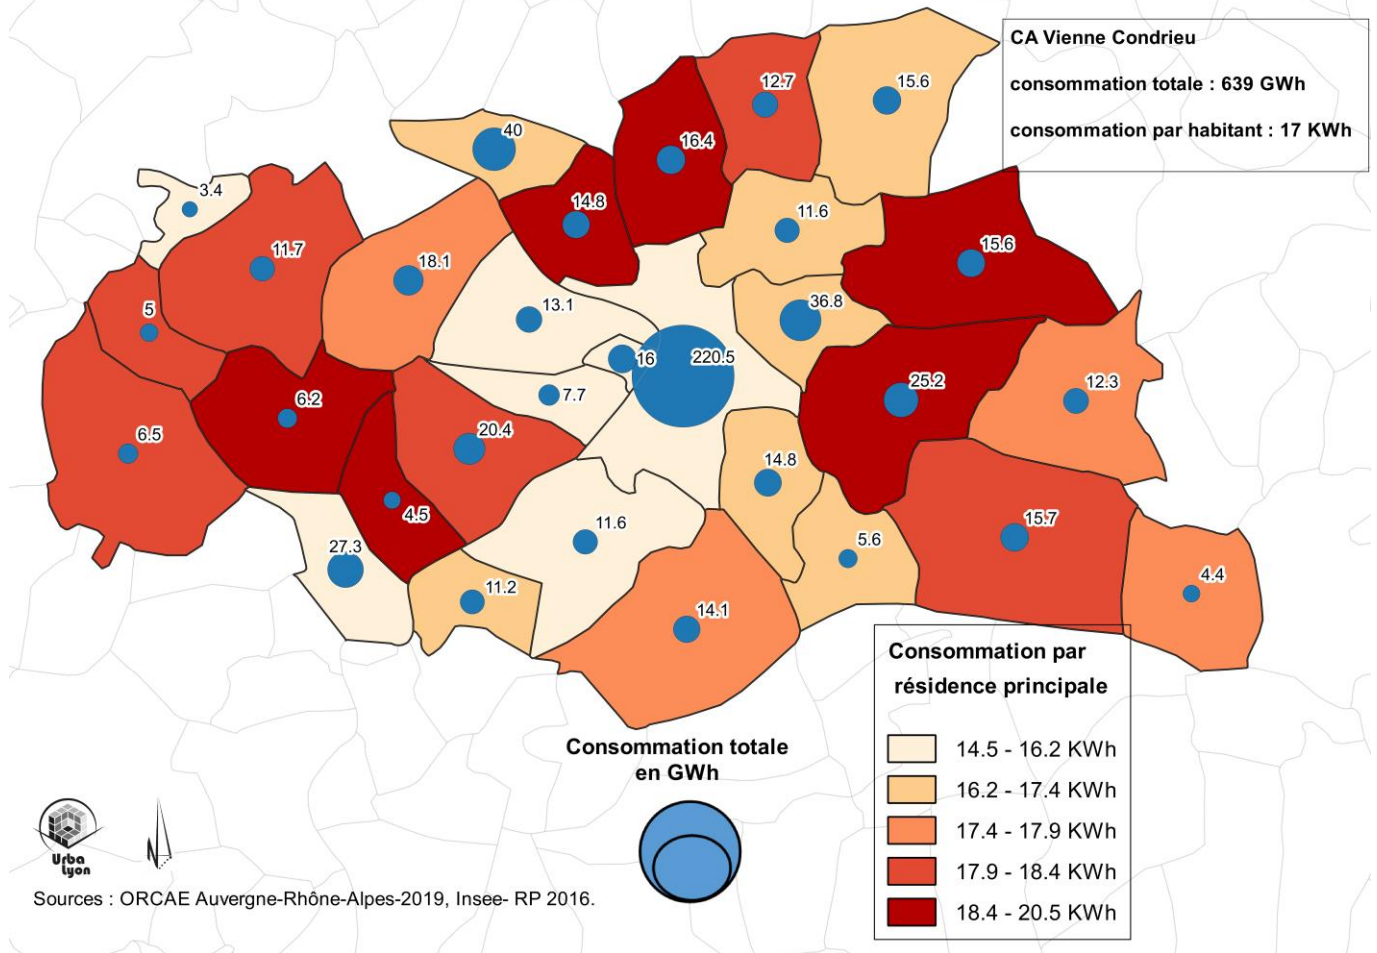 CA Vienne Condrieu
consommation totale : 639 GWh
consommation par habitant : 17 KWh
12.7
15.6
40
16.4
3.4
14.8
11.6
11.7
15.6
18.1
13.1
36.8
5
16
220.5
25.2
12.3
7.7
6.2
20.4
6.5
14.8
4.5
11.6
15.7
27.3
5.6
11.2
4.4
14.1
Consommation par
résidence principale
14.5 - 16.2 KWh
16.2 - 17.4 KWh
17.4 - 17.9 KWh
17.9 - 18.4 KWh
18.4 - 20.5 KWh
Consommation totale
en GWh
Urba
Lyon
N
Sources : ORCAE Auvergne-Rhône-Alpes-2019, Insee- RP 2016.